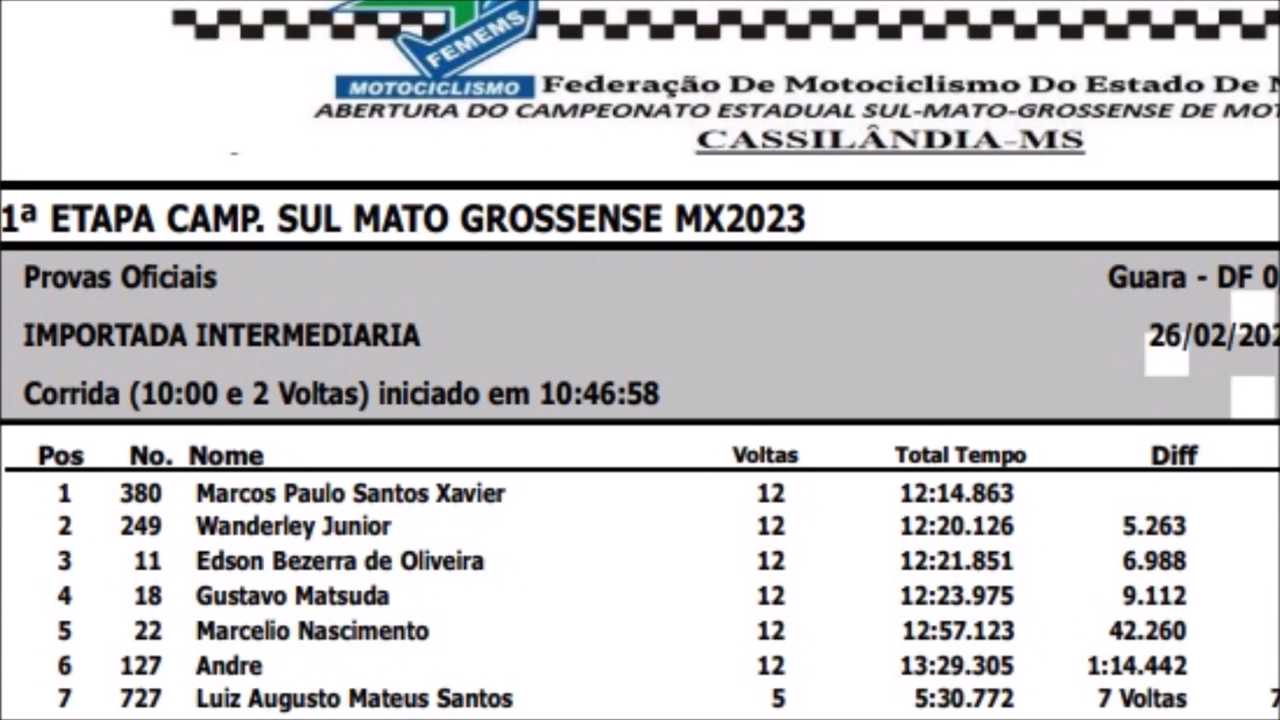 FEMEMS
MOTOCICLISMO Federação De Motociclismo Do Estado De
ABERTURA DO CAMPEONATO ESTADUAL SUL-MATO-GROSSENSE DE
CASSILÂNDIA-MS
1ª ETAPA CAMP. SUL MATO GROSSENSE MX2023
Provas Oficiais Guara - DF 0
IMPORTADA INTERMEDIARIA 26/02/202
Corrida (10:00 e 2 Voltas) iniciado em 10:46:58
Pos No. Nome Voltas Total Tempo Diff
1 380 Marcos Paulo Santos Xavier 12 12:14.863
2 249 Wanderley Junior 12 12:20.126 5.263
3 11 Edson Bezerra de Oliveira 12 12:21.851 6.988
4 18 Gustavo Matsuda 12 12:23.975 9.112
5 22 Marcelio Nascimento 12 12:57.123 42.260
6 127 Andre 12 13:29.305 1:14.442
7 727 Luiz Augusto Mateus Santos 5 5:30.772 7 Voltas